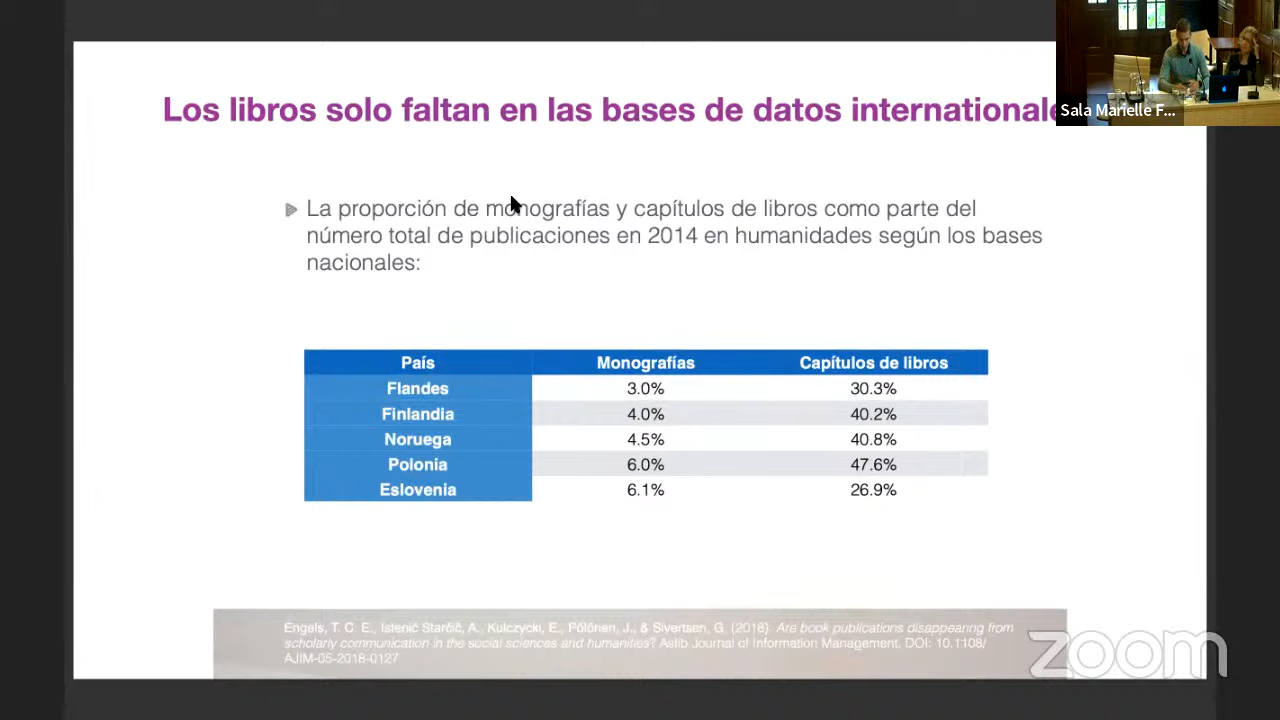 Los libros solo faltan en las bases de datos internationale
Sala Marielle F...
La proporción de monografías y capítulos de libros como parte del
número total de publicaciones en 2014 en humanidades según los bases
nacionales:
País Monografías Capítulos de libros
Flandes 3.0% 30.3%
Finlandia 4.0% 40.2%
Noruega 4.5% 40.8%
Polonia 6.0% 47.6%
Eslovenia 6.1% 26.9%
Engels, T. C. E., Istenič Starčič, A., Kulczycki, E., Pölönen, J., & Sivertsen, G. (2018). Are book publications disappearing from
scholarly communication in the social sciences and humanities? Aslib Journal of Information Management. DOI: 10.1108/
AJIM-05-2018-0127
zoom